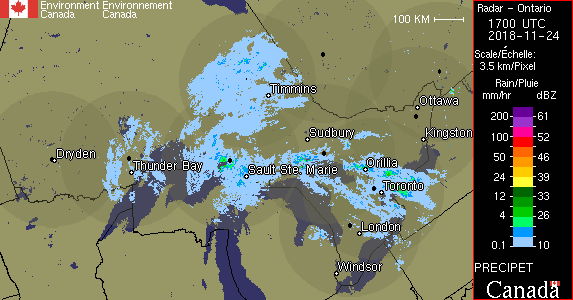 Environment Environnement
Canada Canada
100 KM
Timmins
Ottawa
Sudbury
Kingston
Dryden
Thunder Bay
Sault Ste. Marie
Orillia
Toronto
London
Windsor
Radar - Ontario
1700 UTC
2018-11-24
Scale/Échelle:
3.5 km/Pixel
Rain/Pluie
mm/hr dBZ
200 61
100 52
50 46
24 39
12 33
4 26
0.1 10
PRECIPET
Canada